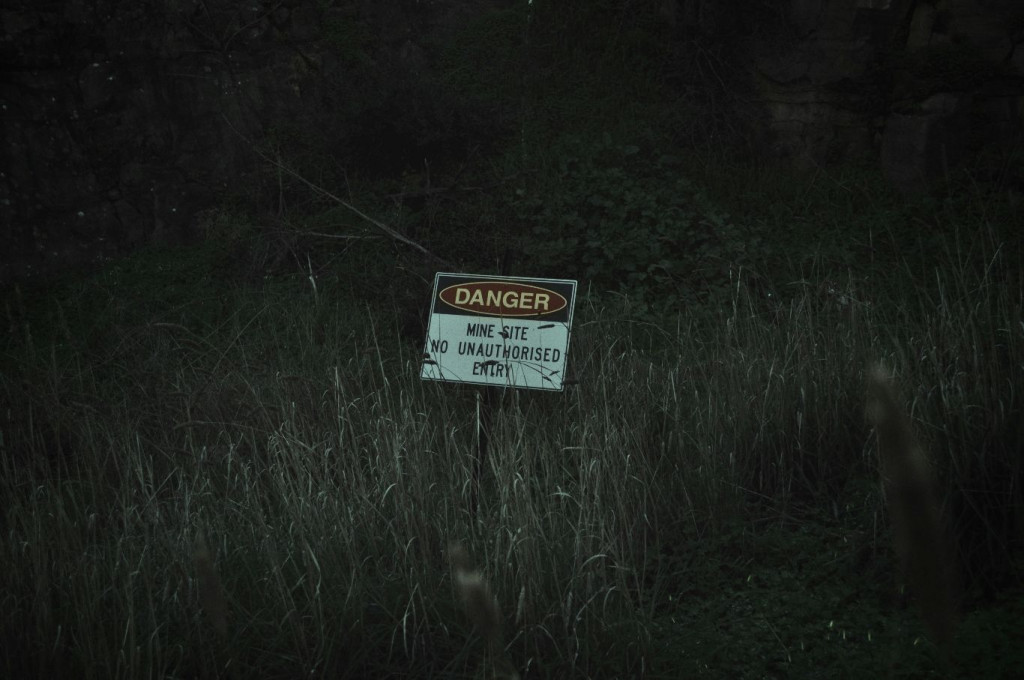 DANGER
MINE SITE
NO UNAUTHORISED
ENTRY